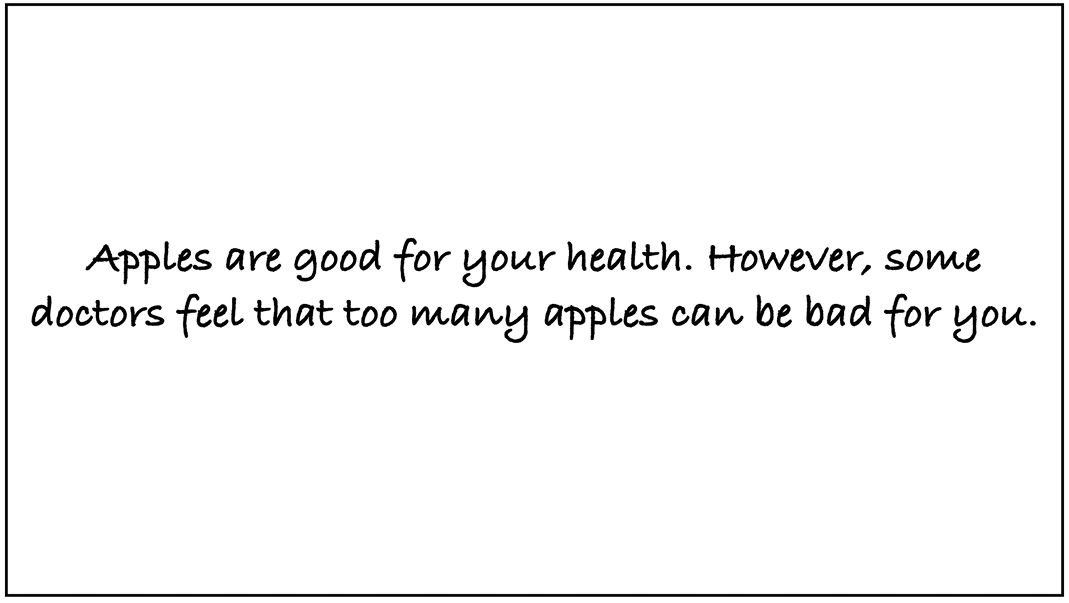 Apples are good for your health. However, some
doctors feel that too many apples can be bad for you.